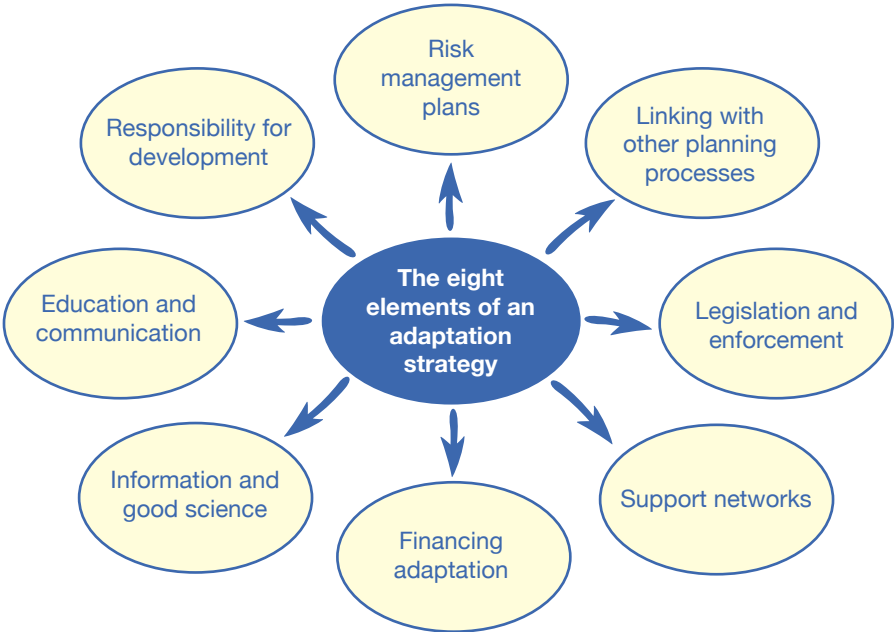 Risk
management
plans
Linking with
other planning
processes
Responsibility for
development
The eight
elements of an
adaptation
strategy
Education and
communication
Legislation and
enforcement
Information and
good science
Support networks
Financing
adaptation